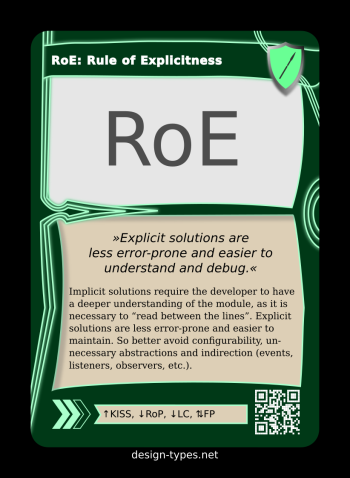 RoE: Rule of Explicitness
RoE
»Explicit solutions are
less error-prone and easier to
understand and debug.«
Implicit solutions require the developer to have
a deeper understanding of the module, as it is
necessary to “read between the lines”. Explicit
solutions are less error-prone and easier to
maintain. So better avoid configurability, un-
necessary abstractions and indirection (events,
listeners, observers, etc.).
↑KISS, ↓RoP, ↓LC, ⇅FP
design-types.net